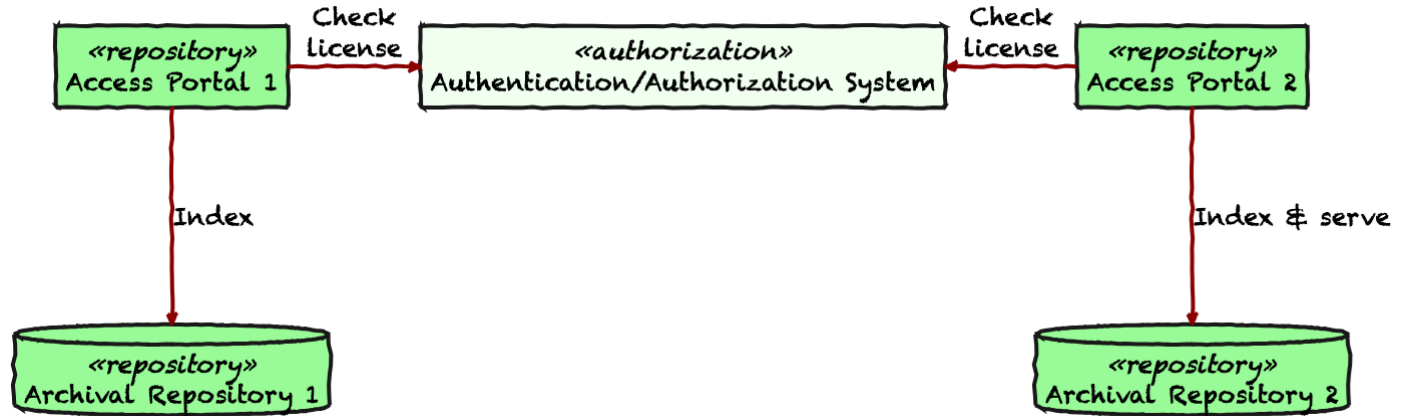 Check
license
Check
license
«repository»
Access Portal 1
«authorization»
Authentication/Authorization System
«repository»
Access Portal 2
Index
Index & serve
«repository»
Archival Repository 1
«repository»
Archival Repository 2